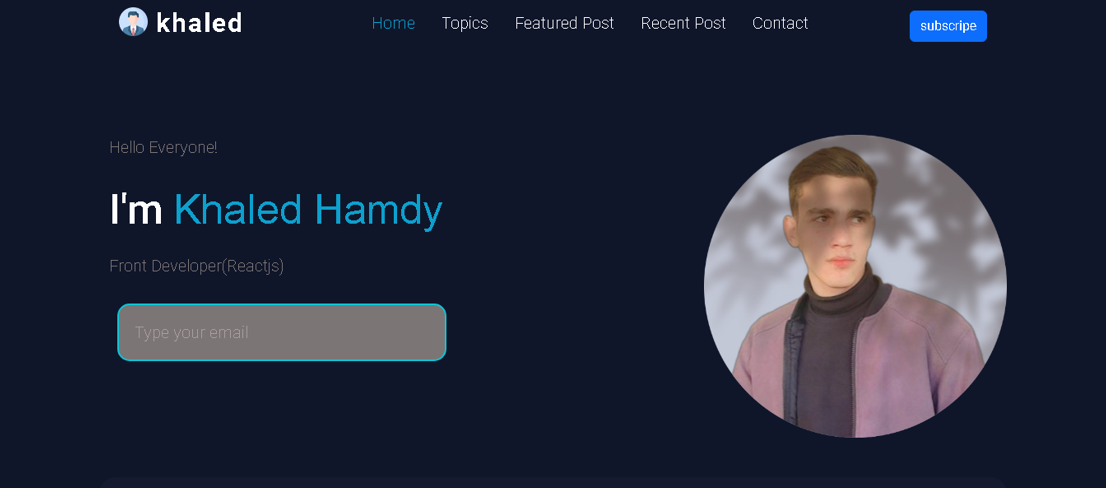 khaled
Home Topics Featured Post Recent Post Contact
subscripe
Hello Everyone!
I'm Khaled Hamdy
Front Developer(Reactjs)
Type your email